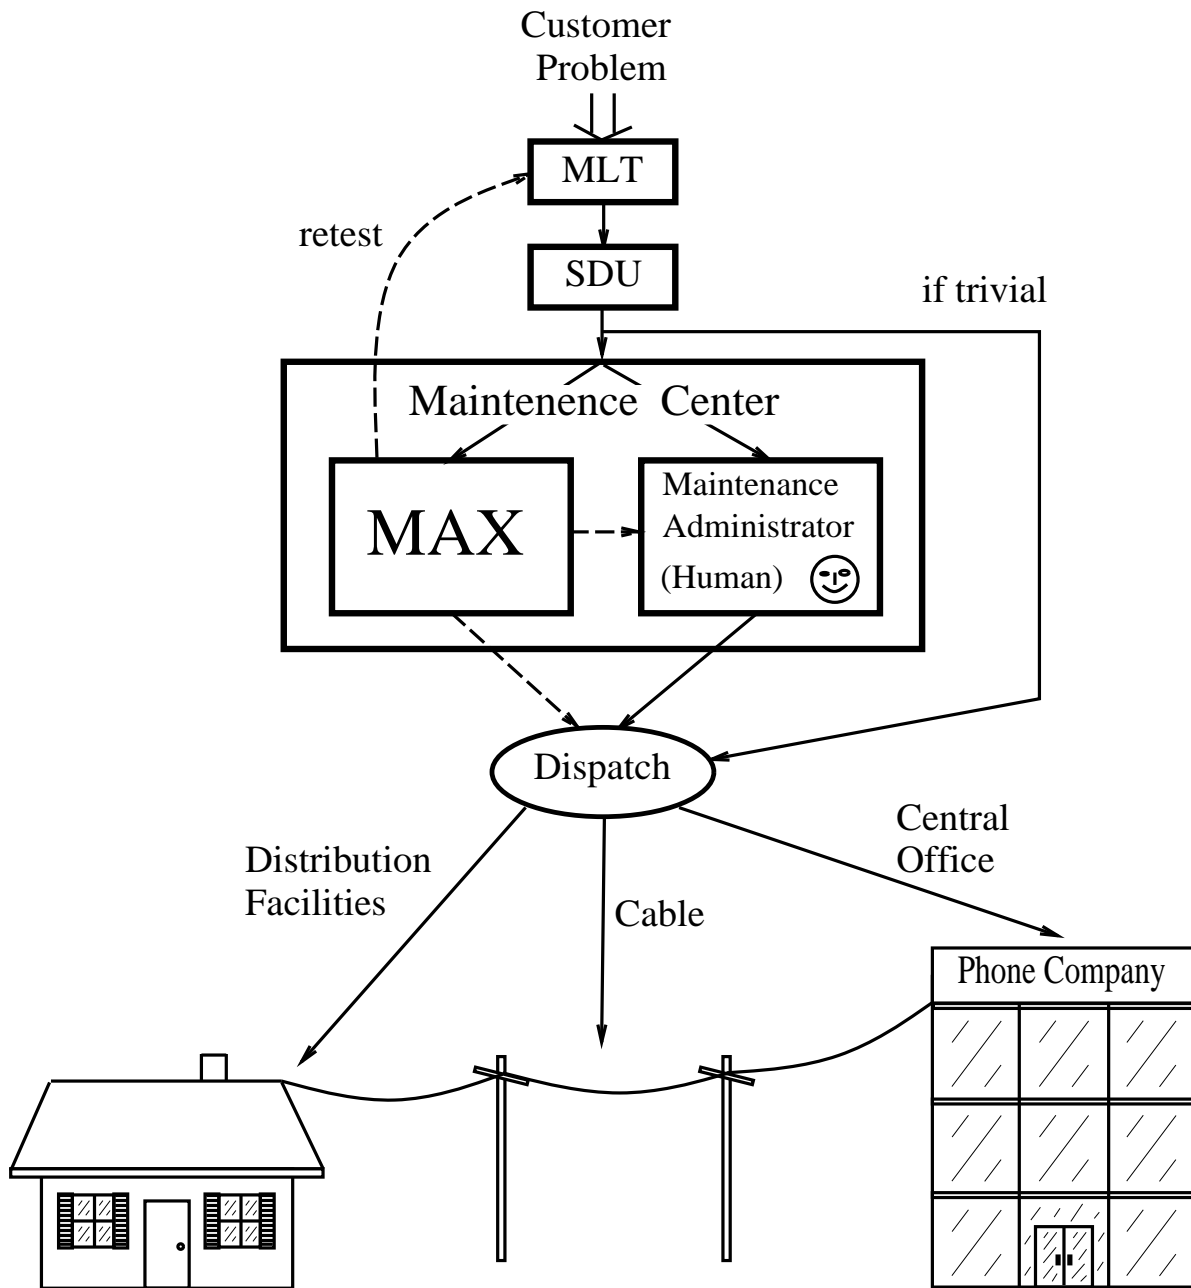 Customer
Problem
MLT
retest
SDU
if trivial
Maintenence Center
MAX
Maintenance
Administrator
(Human)
Dispatch
Distribution
Facilities
Cable
Central
Office
Phone Company